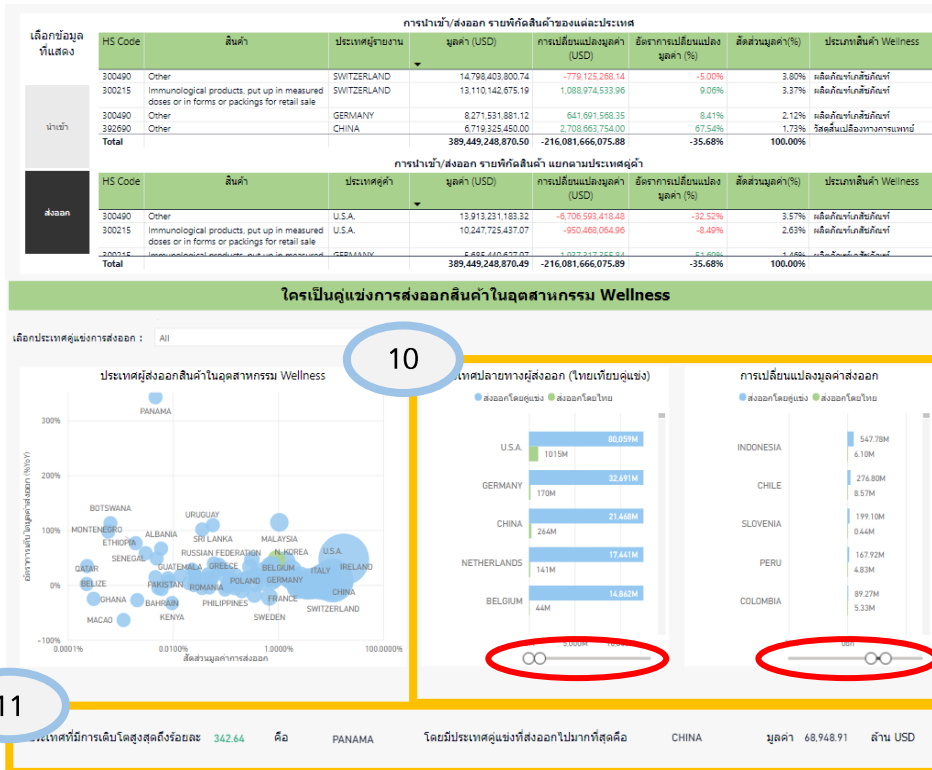 เลือกข้อมูล
ที่แสดง
นำเข้า
ส่งออก
การนำเข้า/ส่งออก รายพิกัดสินค้าของแต่ละประเทศ
HS Code สินค้า ประเทศผู้รายงาน มูลค่า (USD) การเปลี่ยนแปลงมูลค่า (USD) อัตราการเปลี่ยนแปลงมูลค่า (%) สัดส่วนมูลค่า(%) ประเภทสินค้า Wellness
300490 Other SWITZERLAND 14,798,403,800.74 -779,125,268.14 -5.00% 3.80% ผลิตภัณฑ์เภสัชภัณฑ์
300215 Immunological products, put up in measured SWITZERLAND 13,110,142,675.19 1,088,974,533.96 9.06% 3.37% ผลิตภัณฑ์เภสัชภัณฑ์
doses or in forms or packings for retail sale
300490 Other GERMANY 8,271,531,881.12 641,691,568.35 8.41% 2.12% ผลิตภัณฑ์เภสัชภัณฑ์
392690 Other CHINA 6,719,325,450.00 2,708,663,754.00 67.54% 1.73% วัสดุสิ้นเปลืองทางการแพทย์
Total 389,449,248,870.50 -216,081,666,075.88 -35.68% 100.00%
การนำเข้า/ส่งออก รายพิกัดสินค้า แยกตามประเทศคู่ค้า
HS Code สินค้า ประเทศคู่ค้า มูลค่า (USD) การเปลี่ยนแปลงมูลค่า (USD) อัตราการเปลี่ยนแปลงมูลค่า (%) สัดส่วนมูลค่า(%) ประเภทสินค้า Wellness
300490 Other U.S.A. 13,913,231,183.32 -6,706,593,418.48 -32.52% 3.57% ผลิตภัณฑ์เภสัชภัณฑ์
300215 Immunological products, put up in measured U.S.A. 10,247,725,437.07 -950,468,064.96 -8.49% 2.63% ผลิตภัณฑ์เภสัชภัณฑ์
doses or in forms or packings for retail sale
Total 389,449,248,870.49 -216,081,666,075.89 -35.68% 100.00%
ใครเป็นคู่แข่งการส่งออกสินค้าในอุตสาหกรรม Wellness
เลือกประเทศคู่แข่งการส่งออก : All
10
ประเทศผู้ส่งออกสินค้าในอุตสาหกรรม Wellness
อัตราการเติบโตมูลค่าส่งออก (%YoY)
300%
200%
100%
0%
-100%
PANAMA
BOTSWANA
URUGUAY
MONTENEGRO
ALBANIA
SRI LANKA
MALAYSIA
ETHIOPIA
SENEGAL
RUSSIAN FEDERATION
N. KOREA
U.S.A.
QATAR
GUATEMALA
GREECE
BELGIUM
ITALY
IRELAND
BELIZE
PAKISTAN
ROMANIA
POLAND
GERMANY
CHINA
GHANA
BAHRAIN
PHILIPPINES
FRANCE
SWITZERLAND
MACAO
KENYA
SWEDEN
0.0001% 0.0100% 1.0000% 100.0000%
สัดส่วนมูลค่าการส่งออก
ประเทศปลายทางผู้ส่งออก (ไทยเทียบคู่แข่ง)
ส่งออกโดยคู่แข่ง ส่งออกโดยไทย
U.S.A. 80,059M
1015M
GERMANY 32,691M
170M
CHINA 21,468M
264M
NETHERLANDS 17,441M
141M
BELGIUM 14,862M
44M
การเปลี่ยนแปลงมูลค่าส่งออก
ส่งออกโดยคู่แข่ง ส่งออกโดยไทย
INDONESIA 547.78M
6.10M
CHILE 276.80M
8.57M
SLOVENIA 199.10M
0.44M
PERU 167.92M
4.83M
COLOMBIA 89.27M
5.33M
11
ประเทศที่มีการเติบโตสูงสุดถึงร้อยละ 342.64 คือ PANAMA โดยมีประเทศคู่แข่งที่ส่งออกไปมากที่สุดคือ CHINA มูลค่า 68,948.91 ล้าน USD